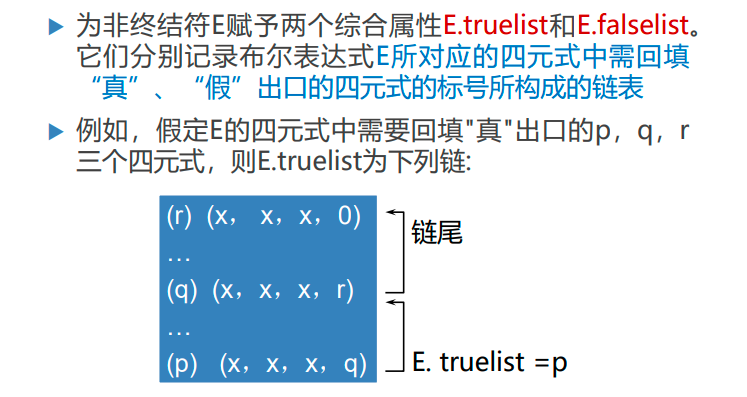 为非终结符E赋予两个综合属性E.truelist和E.falselist。
它们分别记录布尔表达式E所对应的四元式中需回填
“真”、“假”出口的四元式的标号所构成的链表
例如，假定E的四元式中需要回填"真"出口的p，q，r
三个四元式，则E.truelist为下列链:
(r) (x， x，x，0)
链尾
…
(q) (x，x，x，r)
…
(p) (x，x，x，q)
E. truelist =p